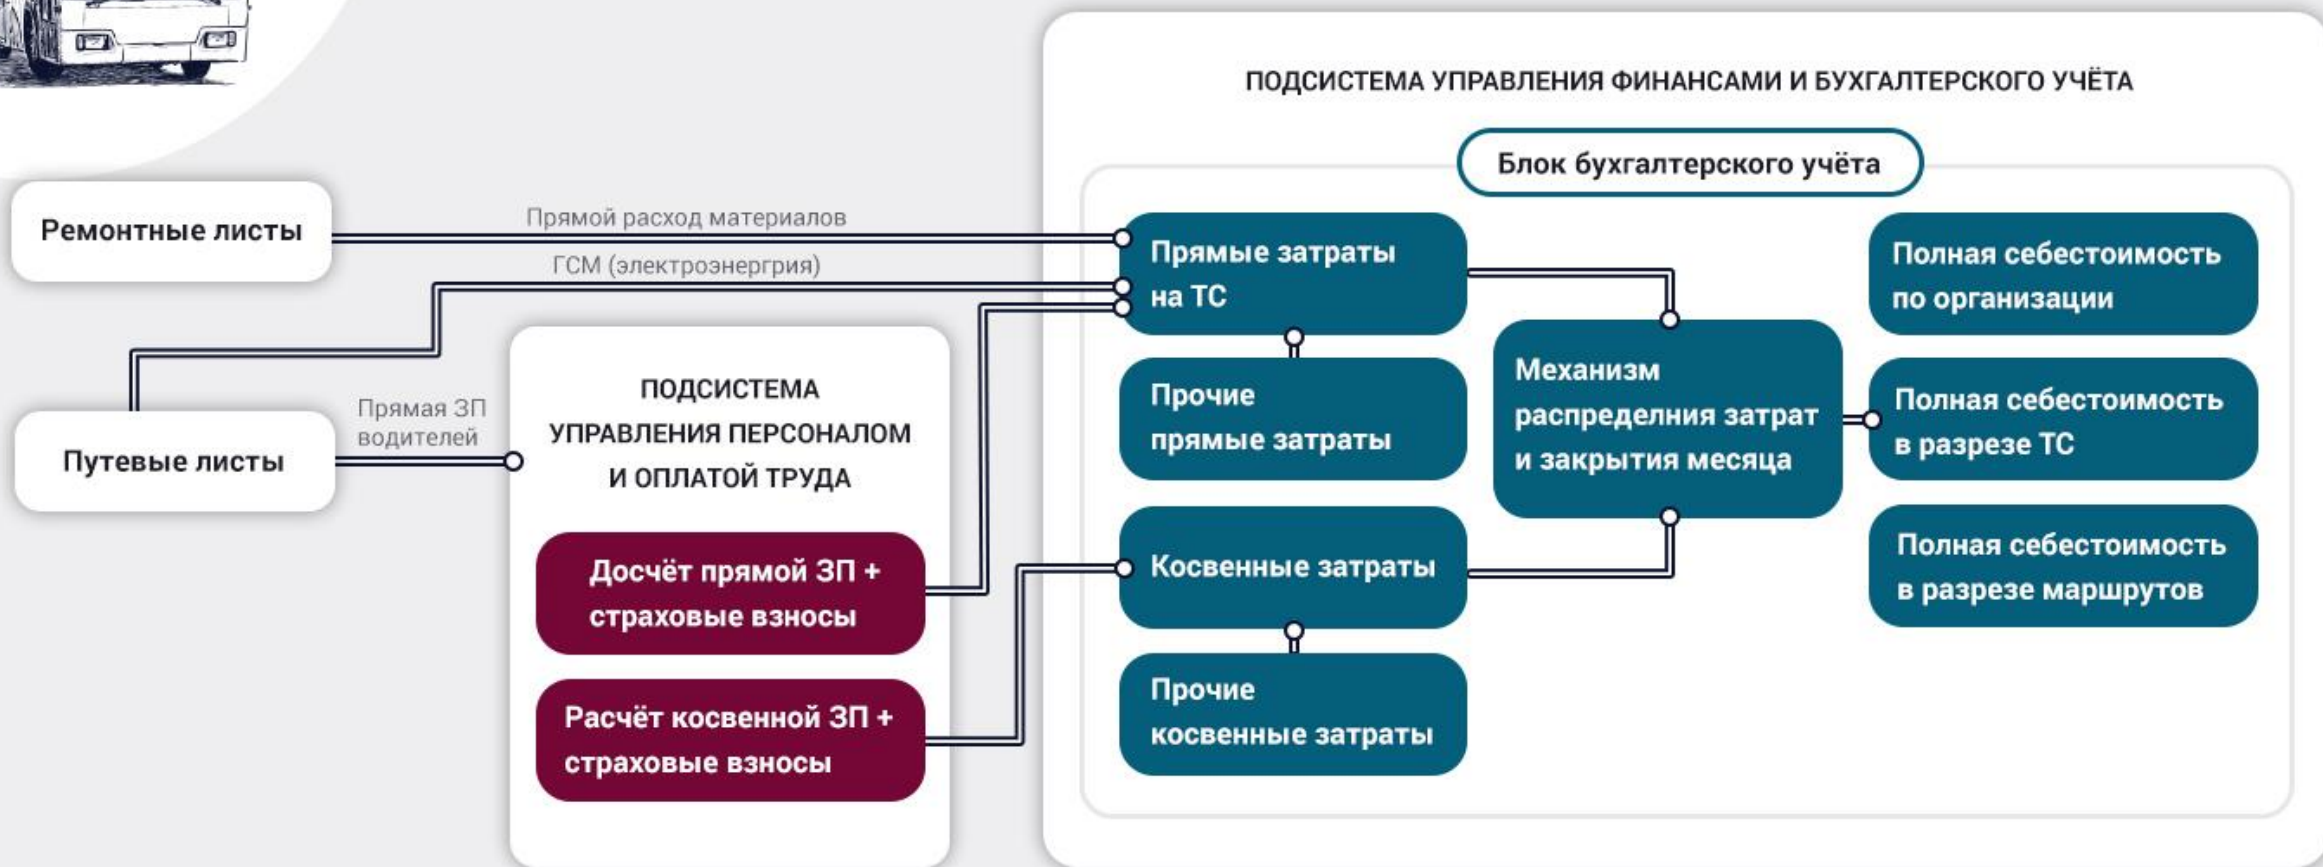 ПОДСИСТЕМА УПРАВЛЕНИЯ ФИНАНСАМИ И БУХГАЛТЕРСКОГО УЧЁТА
Блок бухгалтерского учёта
Ремонтные листы
Прямой расход материалов
ГСМ (электроэнергрия)
Путевые листы
Прямая ЗП
водителей
ПОДСИСТЕМА
УПРАВЛЕНИЯ ПЕРСОНАЛОМ
И ОПЛАТОЙ ТРУДА
Досчёт прямой ЗП +
страховые взносы
Расчёт косвенной ЗП +
страховые взносы
Прямые затраты
на ТС
Прочие
прямые затраты
Косвенные затраты
Прочие
косвенные затраты
Механизм
распределния затрат
и закрытия месяца
Полная себестоимость
по организации
Полная себестоимость
в разрезе ТС
Полная себестоимость
в разрезе маршрутов